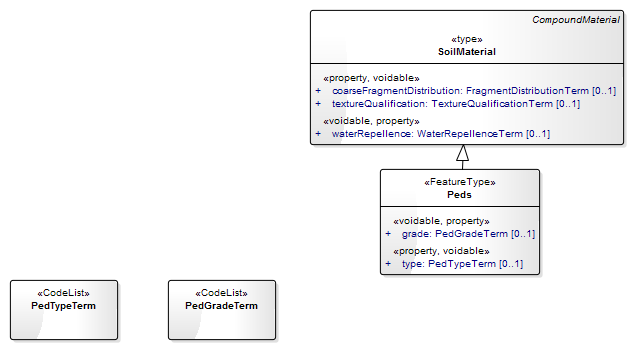 CompoundMaterial
«type»
SoilMaterial
«property, voidable»
+ coarseFragmentDistribution: FragmentDistributionTerm [0..1]
+ textureQualification: TextureQualificationTerm [0..1]
«voidable, property»
+ waterRepellence: WaterRepellenceTerm [0..1]
«FeatureType»
Peds
«voidable, property»
+ grade: PedGradeTerm [0..1]
«property, voidable»
+ type: PedTypeTerm [0..1]
«CodeList»
PedTypeTerm
«CodeList»
PedGradeTerm